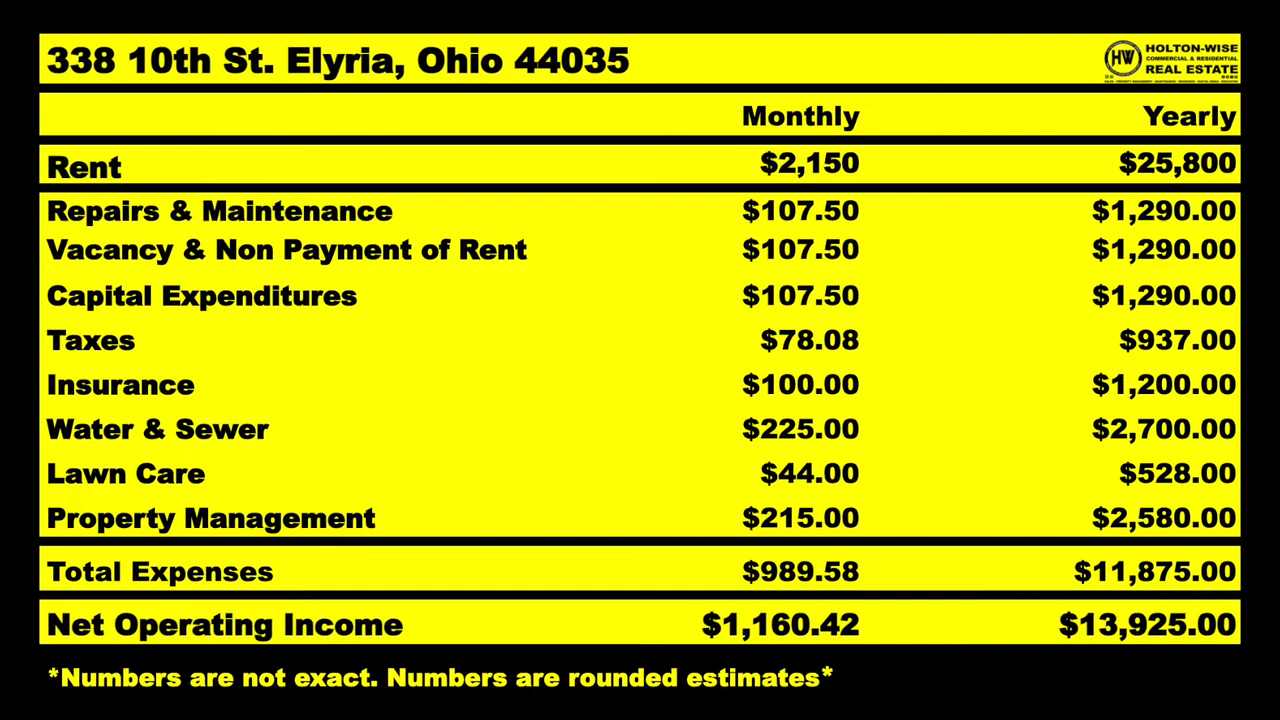 338 10th St. Elyria, Ohio 44035
HW
HOLTON-WISE
COMMERCIAL & RESIDENTIAL
REAL ESTATE
Monthly Yearly
Rent $2,150 $25,800
Repairs & Maintenance $107.50 $1,290.00
Vacancy & Non Payment of Rent $107.50 $1,290.00
Capital Expenditures $107.50 $1,290.00
Taxes $78.08 $937.00
Insurance $100.00 $1,200.00
Water & Sewer $225.00 $2,700.00
Lawn Care $44.00 $528.00
Property Management $215.00 $2,580.00
Total Expenses $989.58 $11,875.00
Net Operating Income $1,160.42 $13,925.00
*Numbers are not exact. Numbers are rounded estimates*